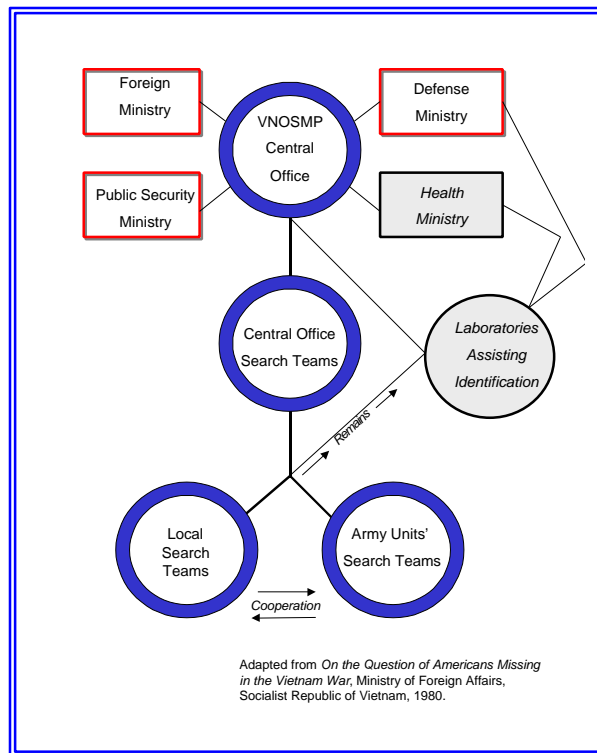 Foreign
Ministry
VNOSMP
Central
Office
Defense
Ministry
Public Security
Ministry
Health
Ministry
Central Office
Search Teams
Laboratories
Assisting
Identification
Remains
Local
Search
Teams
Army Units'
Search Teams
Cooperation
Adapted from On the Question of Americans Missing
in the Vietnam War, Ministry of Foreign Affairs,
Socialist Republic of Vietnam, 1980.